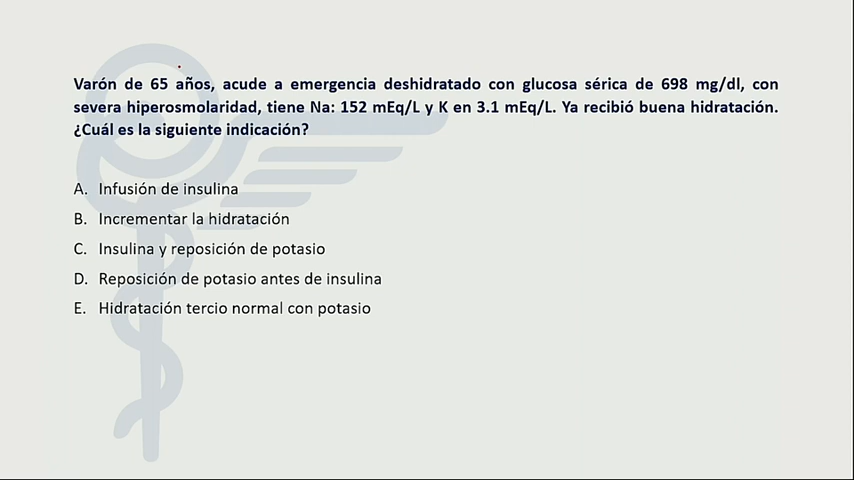 Varón de 65 años, acude a emergencia deshidratado con glucosa sérica de 698 mg/dl, con
severa hiperosmolaridad, tiene Na: 152 mEq/L y K en 3.1 mEq/L. Ya recibió buena hidratación.
¿Cuál es la siguiente indicación?
A. Infusión de insulina
B. Incrementar la hidratación
C. Insulina y reposición de potasio
D. Reposición de potasio antes de insulina
E. Hidratación tercio normal con potasio